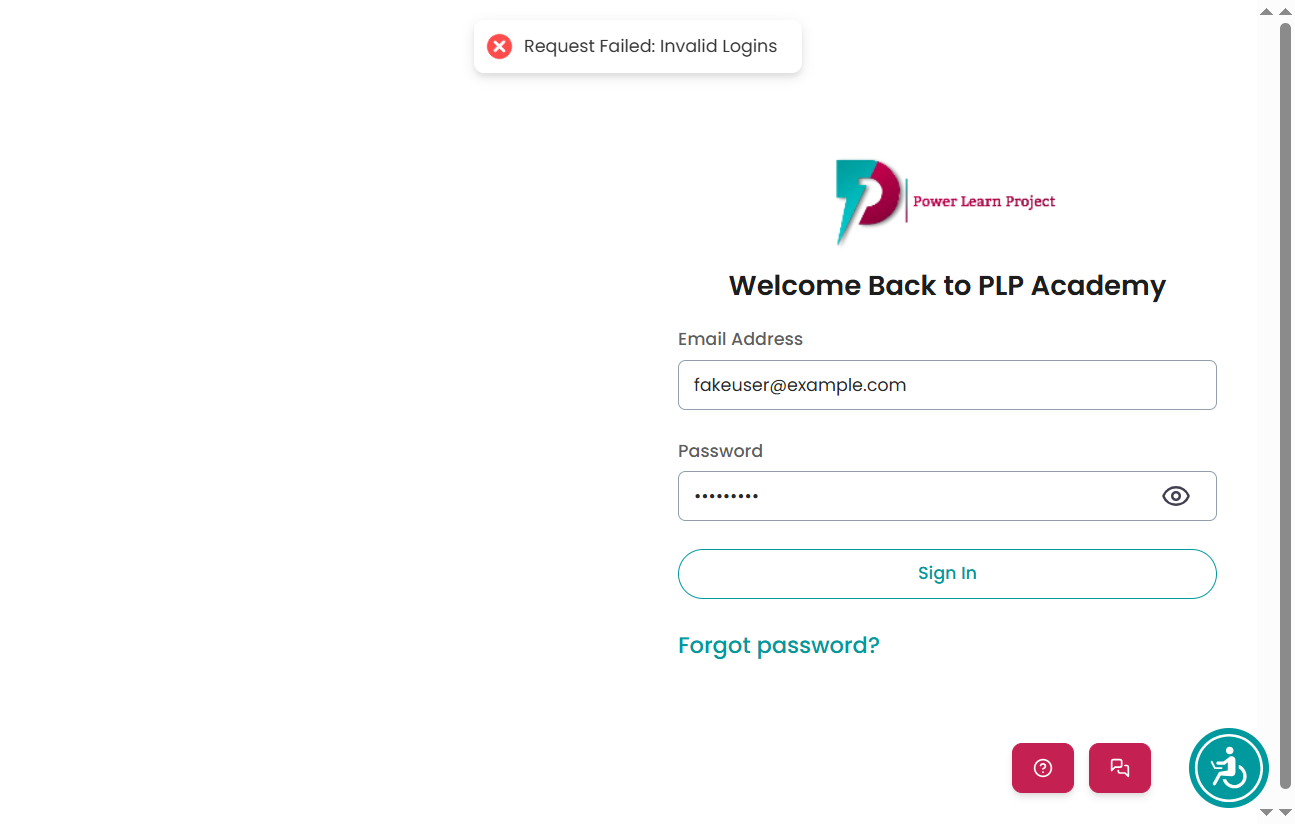 Request Failed: Invalid Logins
Power Learn Project
Welcome Back to PLP Academy
Email Address
fakeuser@example.com
Password
•••••••••
Sign In
Forgot password?